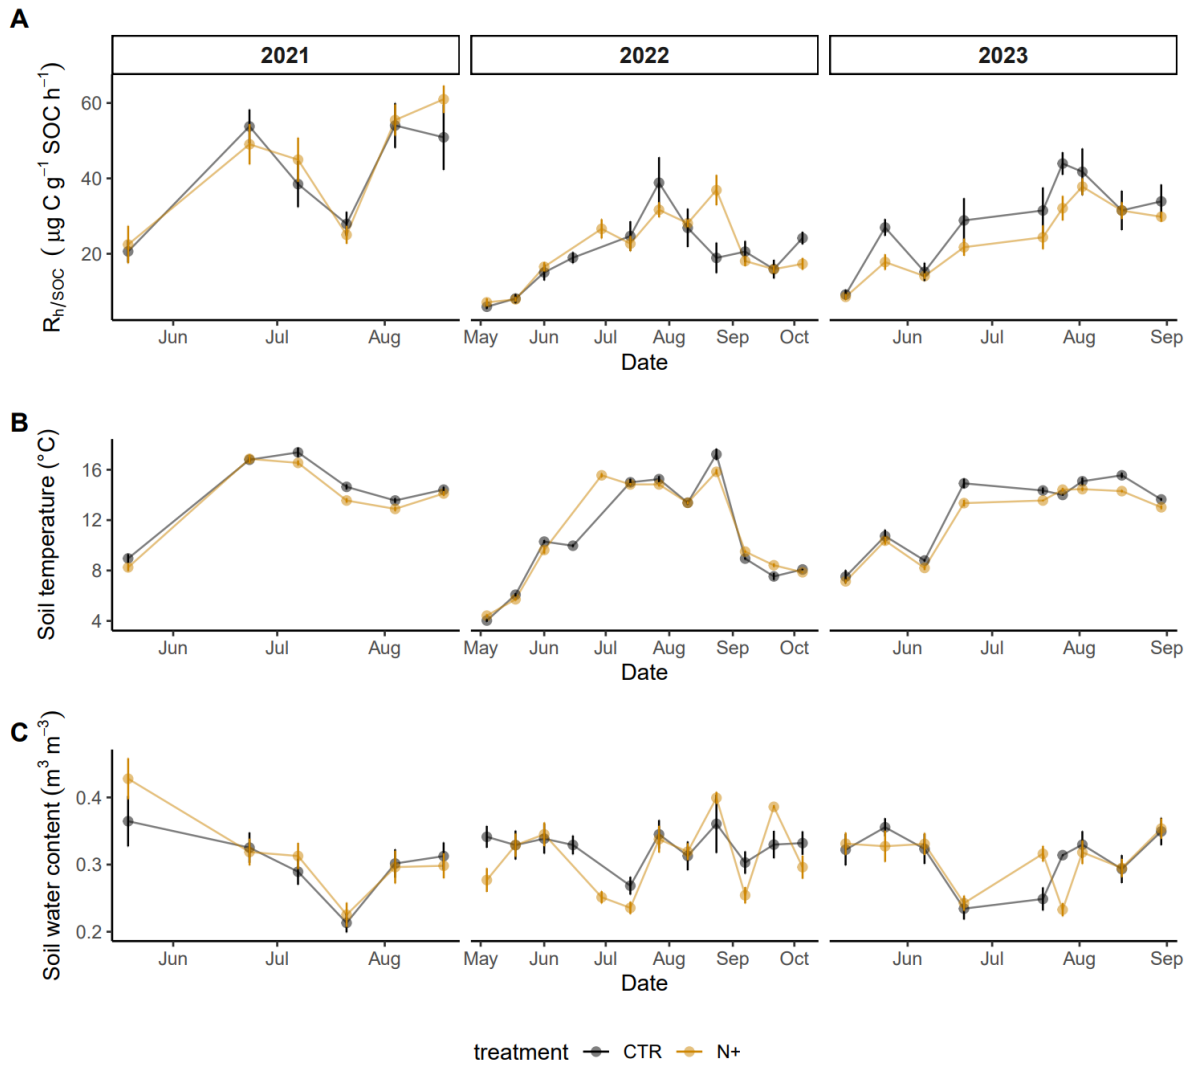 A
2021 2022 2023
R_h/SOC ( µg C g⁻¹ SOC h⁻¹)
60
40
20
Jun Jul Aug May Jun Jul Aug Sep Oct Jun Jul Aug Sep
Date
B
Soil temperature (°C)
16
12
8
4
Jun Jul Aug May Jun Jul Aug Sep Oct Jun Jul Aug Sep
Date
C
Soil water content (m³ m⁻³)
0.4
0.3
0.2
Jun Jul Aug May Jun Jul Aug Sep Oct Jun Jul Aug Sep
Date
treatment CTR N+